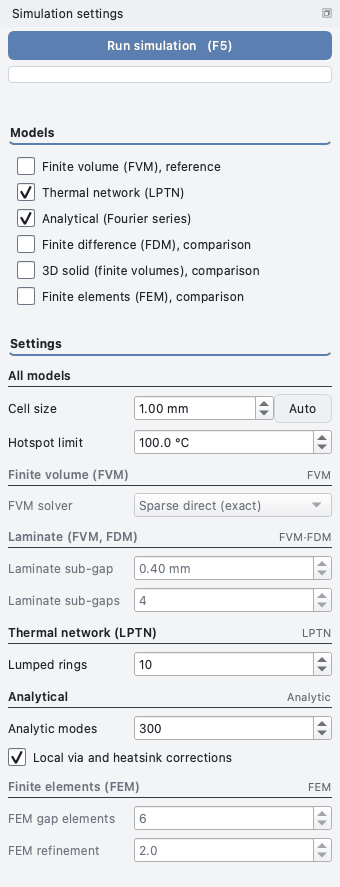 Simulation settings
Run simulation (F5)
Models
Finite volume (FVM), reference
Thermal network (LPTN)
Analytical (Fourier series)
Finite difference (FDM), comparison
3D solid (finite volumes), comparison
Finite elements (FEM), comparison
Settings
All models
Cell size 1.00 mm Auto
Hotspot limit 100.0 °C
Finite volume (FVM) FVM
FVM solver Sparse direct (exact)
Laminate (FVM, FDM) FVM·FDM
Laminate sub-gap 0.40 mm
Laminate sub-gaps 4
Thermal network (LPTN) LPTN
Lumped rings 10
Analytical Analytic
Analytic modes 300
Local via and heatsink corrections
Finite elements (FEM) FEM
FEM gap elements 6
FEM refinement 2.0